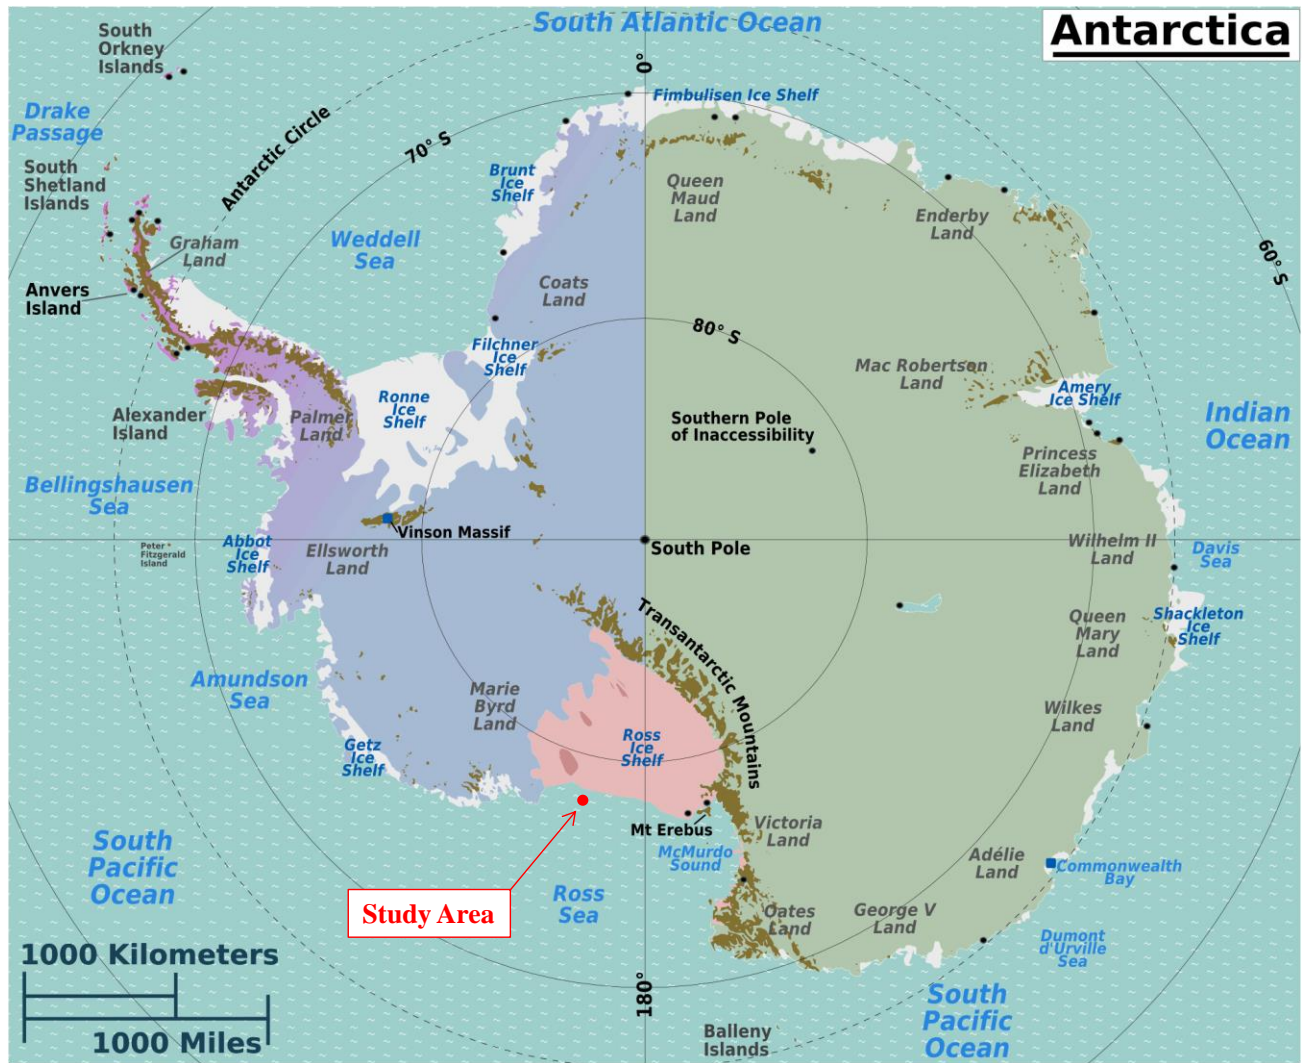 South Atlantic Ocean
Antarctica
South
Orkney
Islands
0°
Fimbulisen Ice Shelf
Drake
Passage
Antarctic Circle
70° S
South
Shetland
Islands
Brunt
Ice
Shelf
Queen
Maud
Land
Enderby
Land
Graham
Land
Weddell
Sea
60° S
Coats
Land
Anvers
Island
80° S
Filchner
Ice
Shelf
Mac Robertson
Land
Amery
Ice Shelf
Ronne
Ice
Shelf
Alexander
Island
Palmer
Land
Southern Pole
of Inaccessibility
Indian
Ocean
Princess
Elizabeth
Land
Bellingshausen
Sea
Vinson Massif
Peter
Fitzgerald
Island
Abbot
Ice
Shelf
Ellsworth
Land
South Pole
Wilhelm II
Land
Davis
Sea
Transantarctic Mountains
Queen
Mary
Land
Shackleton
Ice
Shelf
Amundson
Sea
Marie
Byrd
Land
Wilkes
Land
Getz
Ice
Shelf
Ross
Ice
Shelf
Mt Erebus
Victoria
Land
McMurdo
Sound
South
Pacific
Ocean
Adélie
Land
Commonwealth
Bay
Study Area
Ross
Sea
Oates
Land
George V
Land
Dumont
d'Urville
Sea
1000 Kilometers
1000 Miles
180°
South
Pacific
Ocean
Balleny
Islands